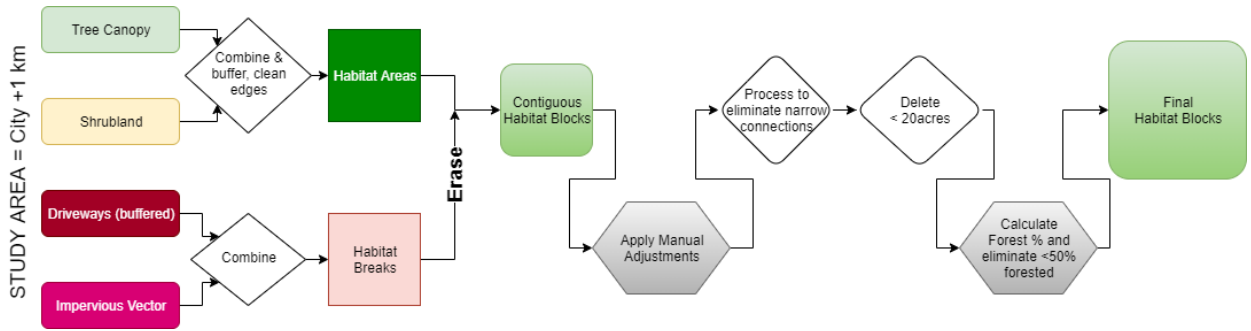 STUDY AREA = City +1 km
Tree Canopy
Shrubland
Combine &
buffer, clean
edges
Habitat Areas
Driveways (buffered)
Impervious Vector
Combine
Habitat
Breaks
Erase
Contiguous
Habitat Blocks
Apply Manual
Adjustments
Process to
eliminate narrow
connections
Delete
< 20acres
Calculate
Forest % and
eliminate <50%
forested
Final
Habitat Blocks